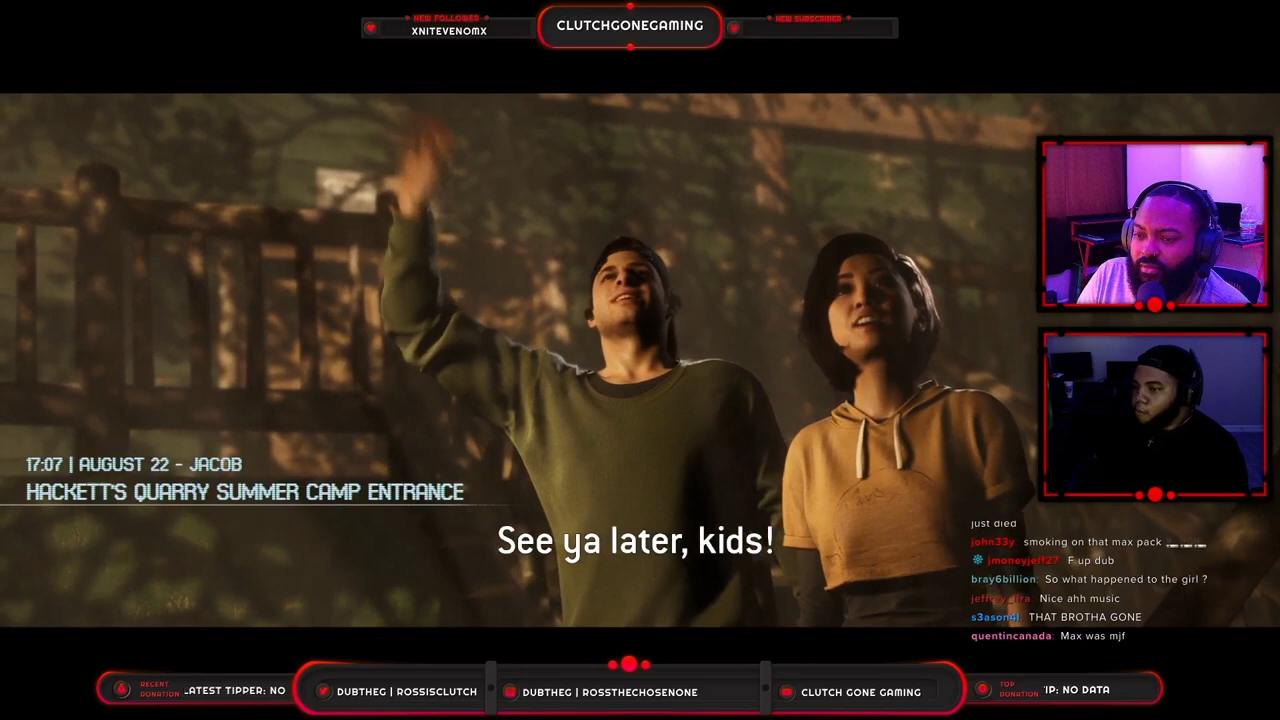 NEW FOLLOWER
XNITEVENOMX
CLUTCHGONEGAMING
NEW SUBSCRIBER
17:07 | AUGUST 22 - JACOB
HACKETT'S QUARRY SUMMER CAMP ENTRANCE
See ya later, kids!
just died
john33y: smoking on that max pack
jmoneyjeff27: F up dub
bray6billion: So what happened to the girl ?
Nice ahh music
s3ason4l: THAT BROTHA GONE
quentincanada: Max was mjf
RECENT DONATION
LATEST TIPPER: NO
DUBTHEG | ROSSISCLUTCH
DUBTHEG | ROSSTHECHOSENONE
CLUTCH GONE GAMING
TOP DONATION
IP: NO DATA